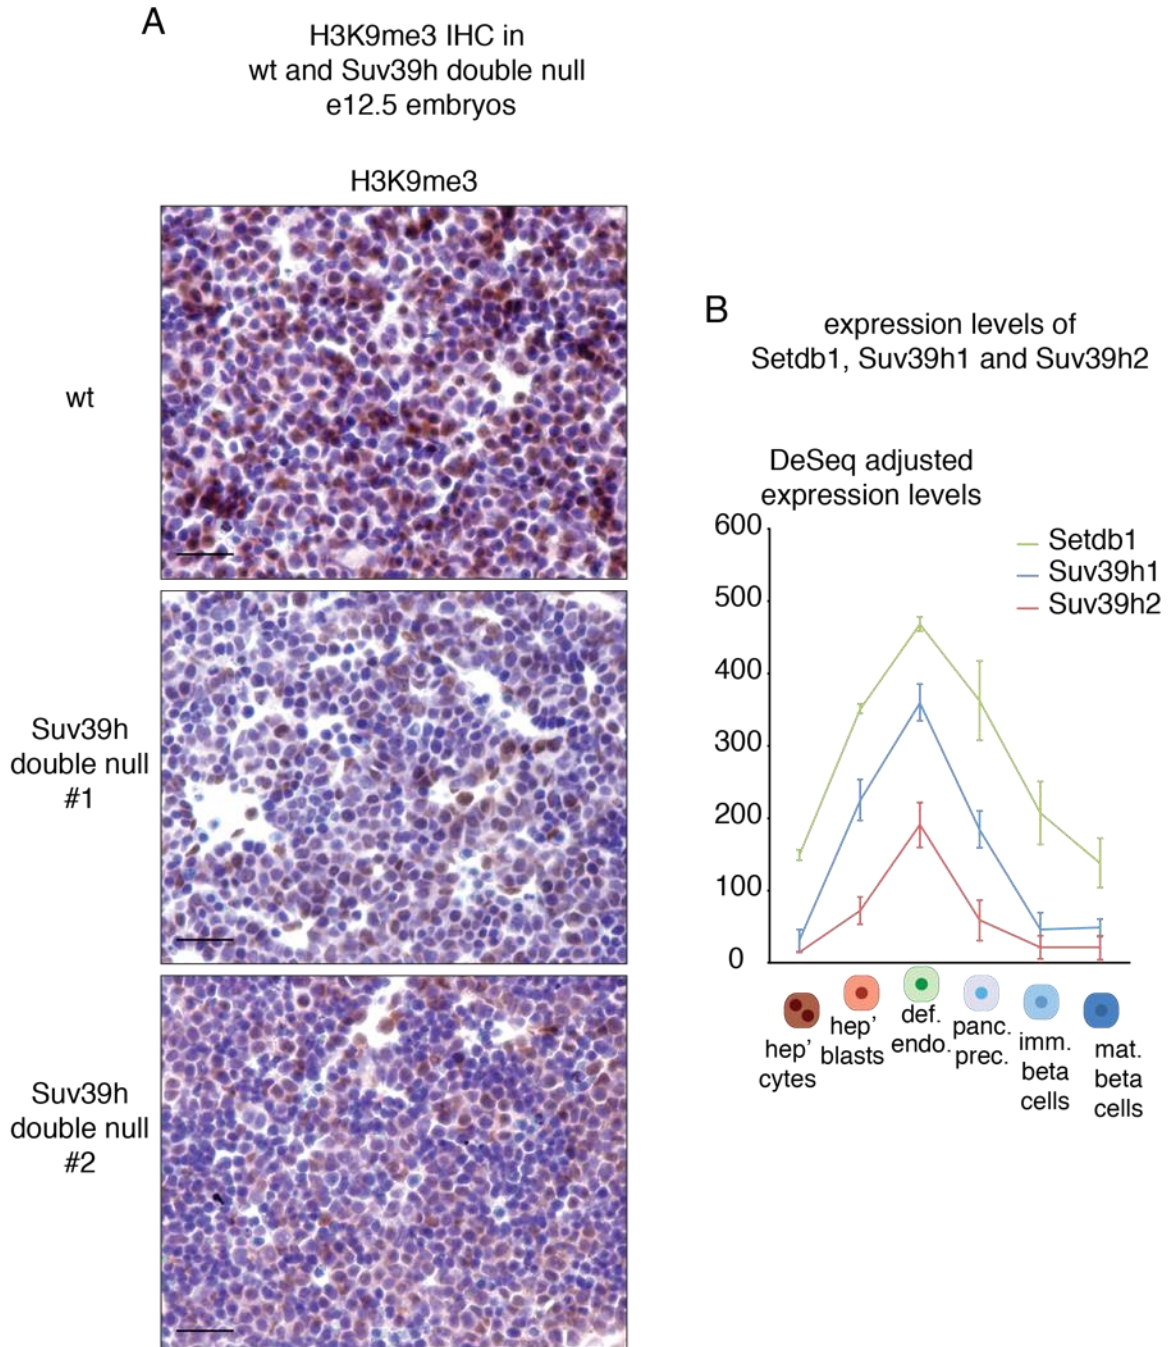 A
H3K9me3 IHC in
wt and Suv39h double null
e12.5 embryos
H3K9me3
wt
Suv39h
double null
#1
Suv39h
double null
#2
B
expression levels of
Setdb1, Suv39h1 and Suv39h2
DeSeq adjusted
expression levels
600
500
400
300
200
100
0
Setdb1
Suv39h1
Suv39h2
hep'
cytes
hep'
blasts
def.
endo.
panc.
prec.
imm.
beta
cells
mat.
beta
cells